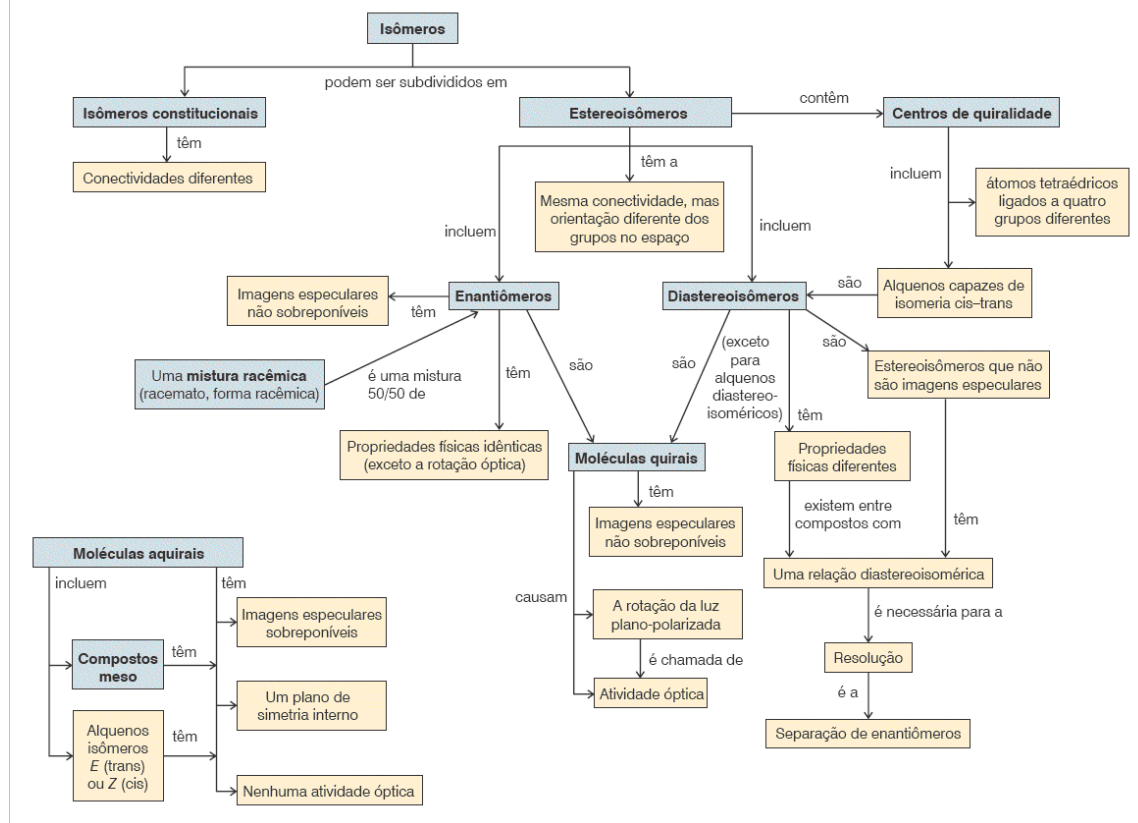 Isômeros
podem ser subdivididos em
Isômeros constitucionais
têm
Conectividades diferentes
Estereoisômeros
contêm
Centros de quiralidade
incluem
átomos tetraédricos
ligados a quatro
grupos diferentes
têm a
Mesma conectividade, mas
orientação diferente dos
grupos no espaço
incluem
incluem
Imagens especulares
não sobreponíveis
têm
Enantiômeros
Diastereoisômeros
são
Alquenos capazes de
isomeria cis–trans
Uma mistura racêmica
(racemato, forma racêmica)
é uma mistura
50/50 de
têm
são
são
(exceto
para
alquenos
diastereo-
isoméricos)
têm
são
Estereoisômeros que não
são imagens especulares
Propriedades físicas idênticas
(exceto a rotação óptica)
Moléculas quirais
Propriedades
físicas diferentes
têm
Imagens especulares
não sobreponíveis
existem entre
compostos com
têm
Uma relação diastereoisomérica
causam
A rotação da luz
plano-polarizada
é chamada de
Atividade óptica
é necessária para a
Resolução
é a
Separação de enantiômeros
Moléculas aquirais
incluem
têm
Imagens especulares
sobreponíveis
Compostos
meso
têm
Um plano de
simetria interno
Alquenos
isômeros
E (trans)
ou Z (cis)
têm
Nenhuma atividade óptica